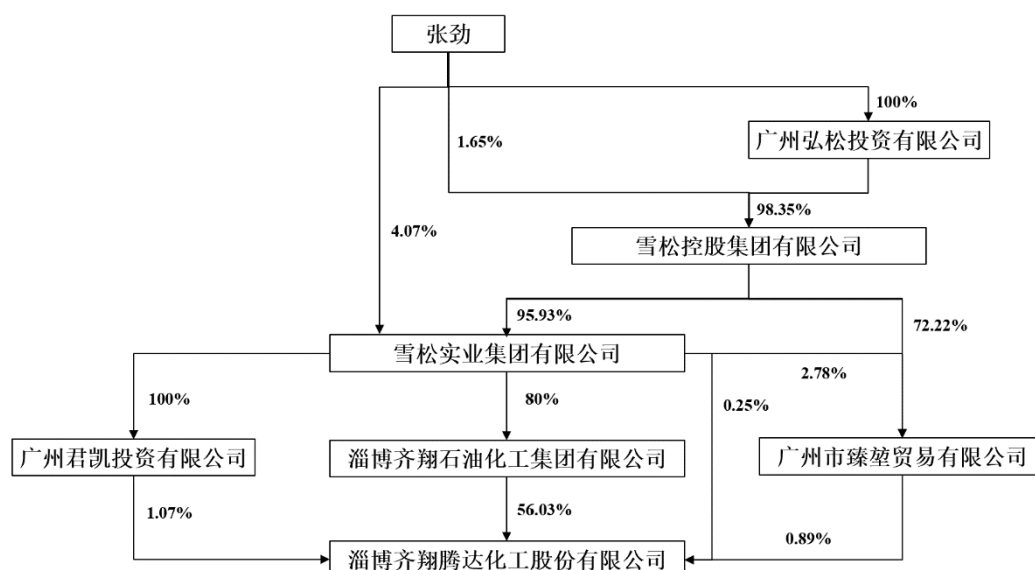 张劲
100%
广州弘松投资有限公司
1.65%
98.35%
4.07%
雪松控股集团有限公司
95.93%
72.22%
雪松实业集团有限公司
2.78%
100%
80%
0.25%
广州君凯投资有限公司
淄博齐翔石油化工集团有限公司
广州市臻堃贸易有限公司
1.07%
56.03%
0.89%
淄博齐翔腾达化工股份有限公司